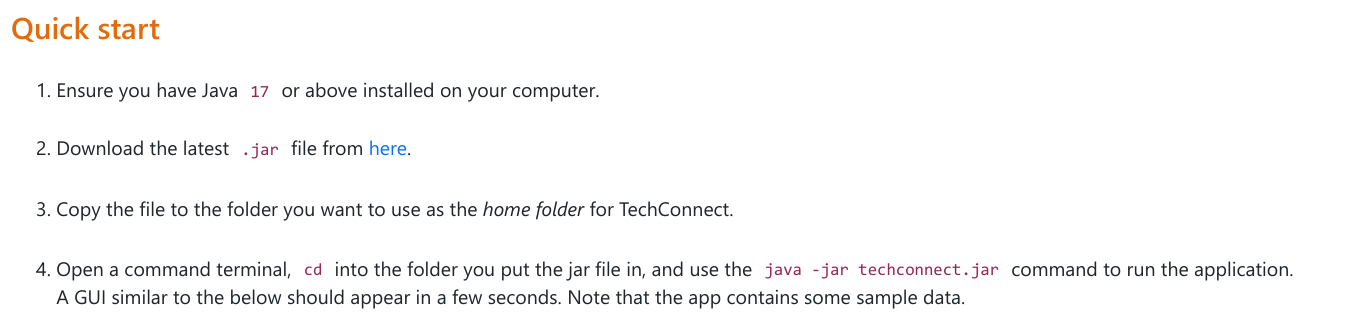 Quick start
1. Ensure you have Java 17 or above installed on your computer.
2. Download the latest .jar file from here.
3. Copy the file to the folder you want to use as the home folder for TechConnect.
4. Open a command terminal, cd into the folder you put the jar file in, and use the java -jar techconnect.jar command to run the application.
A GUI similar to the below should appear in a few seconds. Note that the app contains some sample data.